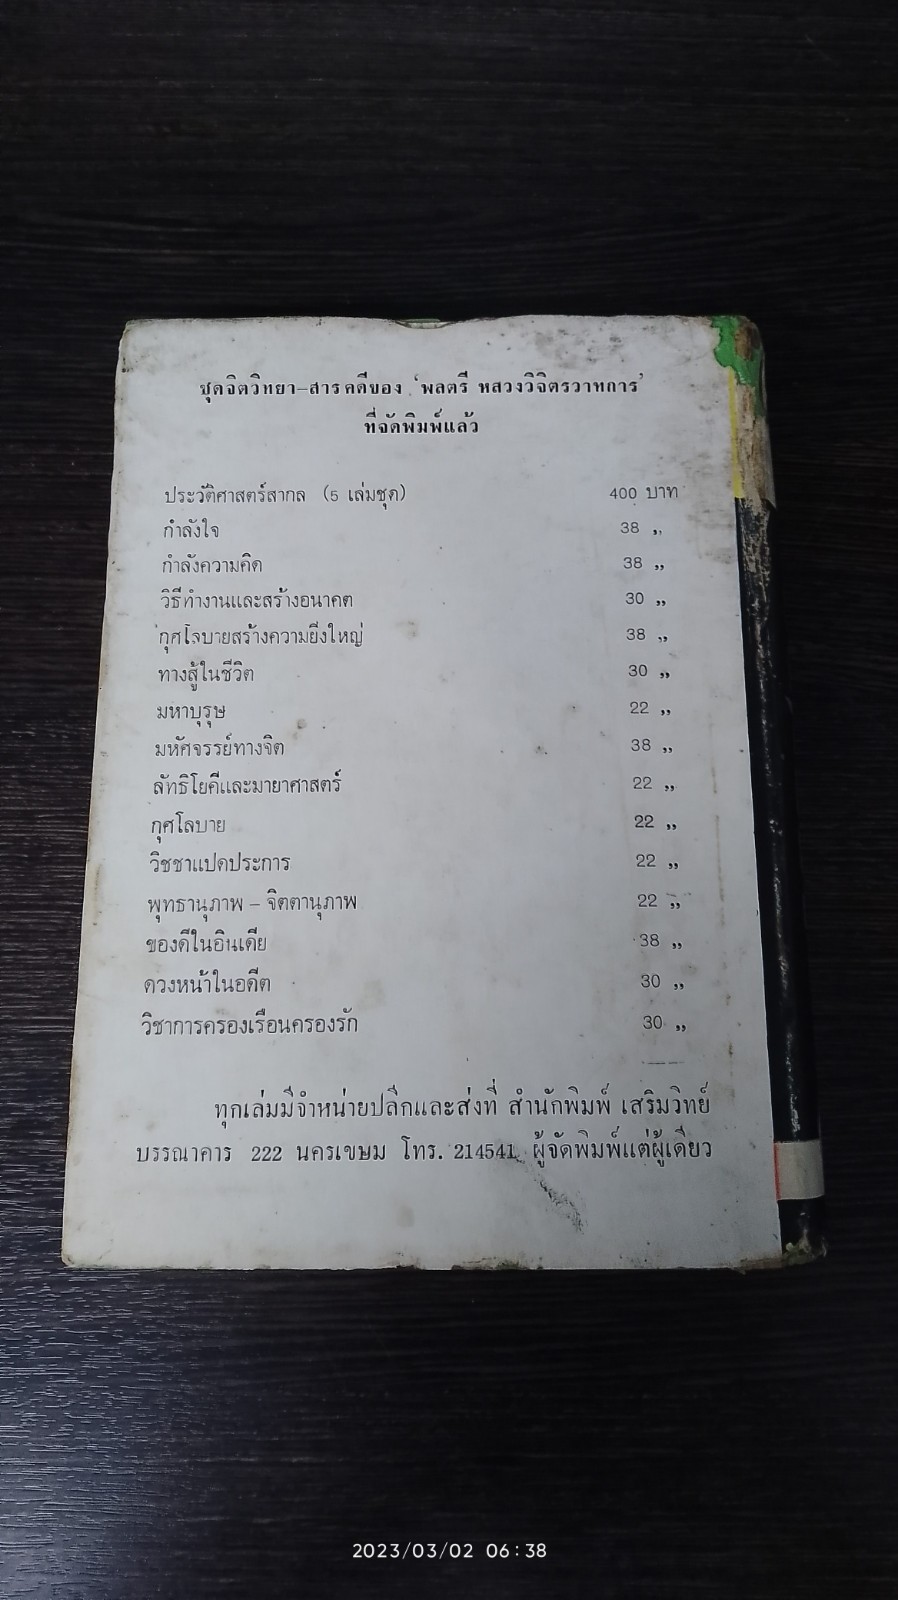 ชุดจิตวิทยา-สารคดีของ 'พลตรี หลวงวิจิตรวาทการ'
ที่จัดพิมพ์แล้ว
ประวัติศาสตร์สากล (5 เล่มชุด) 400 บาท
กำลังใจ 38 ,,
กำลังความคิด 38 ,,
วิธีทำงานและสร้างอนาคต 30 ,,
กุศโลบายสร้างความยิ่งใหญ่ 38 ,,
ทางสู้ในชีวิต 30 ,,
มหาบุรุษ 22 ,,
มหัศจรรย์ทางจิต 38 ,,
ลัทธิโยคีและมายาศาสตร์ 22 ,,
กุศโลบาย 22 ,,
วิชชาแปดประการ 22 ,,
พุทธานุภาพ – จิตตานุภาพ 22 ,,
ของดีในอินเดีย 38 ,,
ดวงหน้าในอดีต 30 ,,
วิชาการครองเรือนครองรัก 30 ,,
ทุกเล่มมีจำหน่ายปลีกและส่งที่ สำนักพิมพ์ เสริมวิทย์
บรรณาคาร 222 นครเขษม โทร. 214541 ผู้จัดพิมพ์แต่ผู้เดียว
2023/03/02 06:38